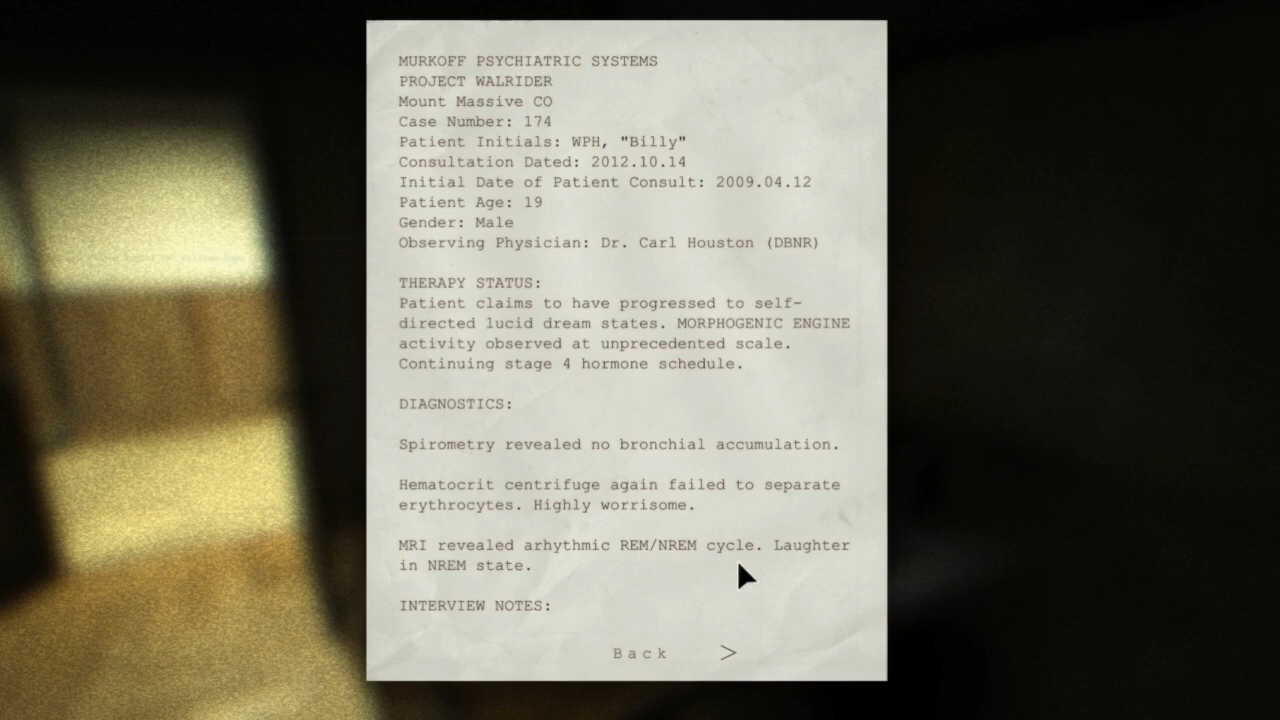 MURKOFF PSYCHIATRIC SYSTEMS
PROJECT WALRIDER
Mount Massive CO
Case Number: 174
Patient Initials: WPH, "Billy"
Consultation Dated: 2012.10.14
Initial Date of Patient Consult: 2009.04.12
Patient Age: 19
Gender: Male
Observing Physician: Dr. Carl Houston (DBNR)
THERAPY STATUS:
Patient claims to have progressed to self-
directed lucid dream states. MORPHOGENIC ENGINE
activity observed at unprecedented scale.
Continuing stage 4 hormone schedule.
DIAGNOSTICS:
Spirometry revealed no bronchial accumulation.
Hematocrit centrifuge again failed to separate
erythrocytes. Highly worrisome.
MRI revealed arhythmic REM/NREM cycle. Laughter
in NREM state.
INTERVIEW NOTES:
Back >